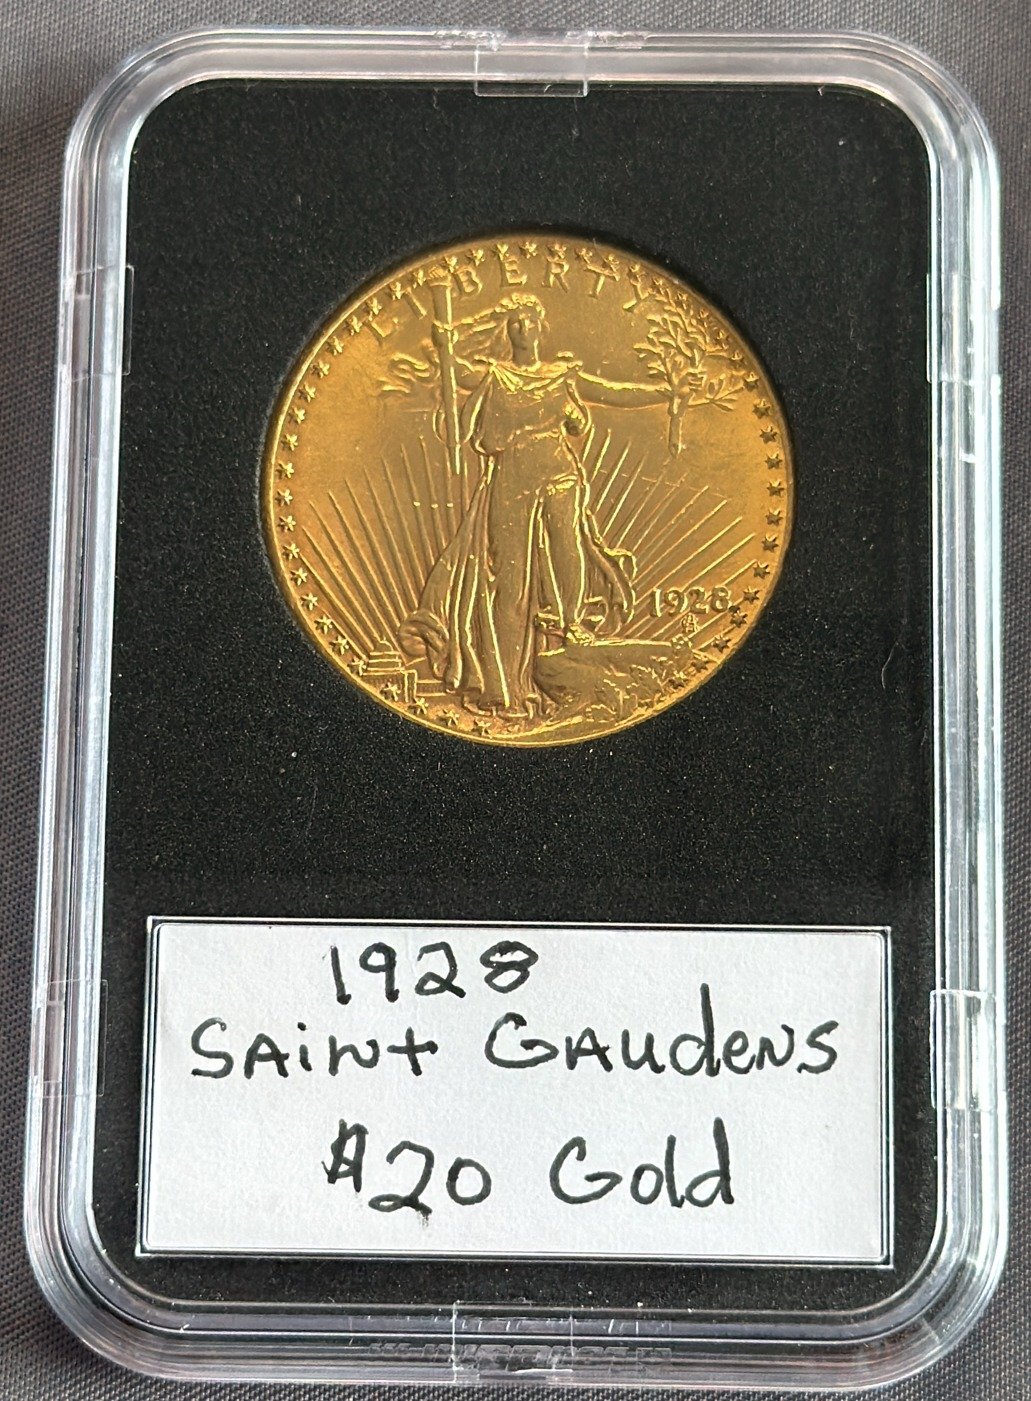 LIBERTY
1928
1928
SAiNt GAudeNS
$20 Gold